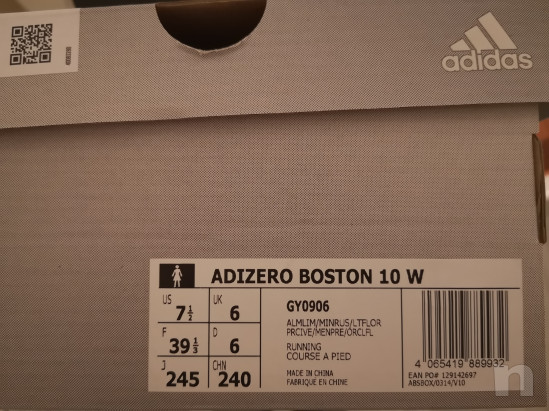 adidas
ADIZERO BOSTON 10 W
US 7½ UK 6
F 39⅓ D 6
J 245 CHN 240
GY0906
ALMLIM/MINRUS/LTFLOR
PRCIVE/MENPRE/ÓRCLFL
RUNNING
COURSE A PIED
MADE IN CHINA
FABRIQUE EN CHINE
4 065419 889932
EAN PO# 129142697
ABSBOX/0314/V10
n